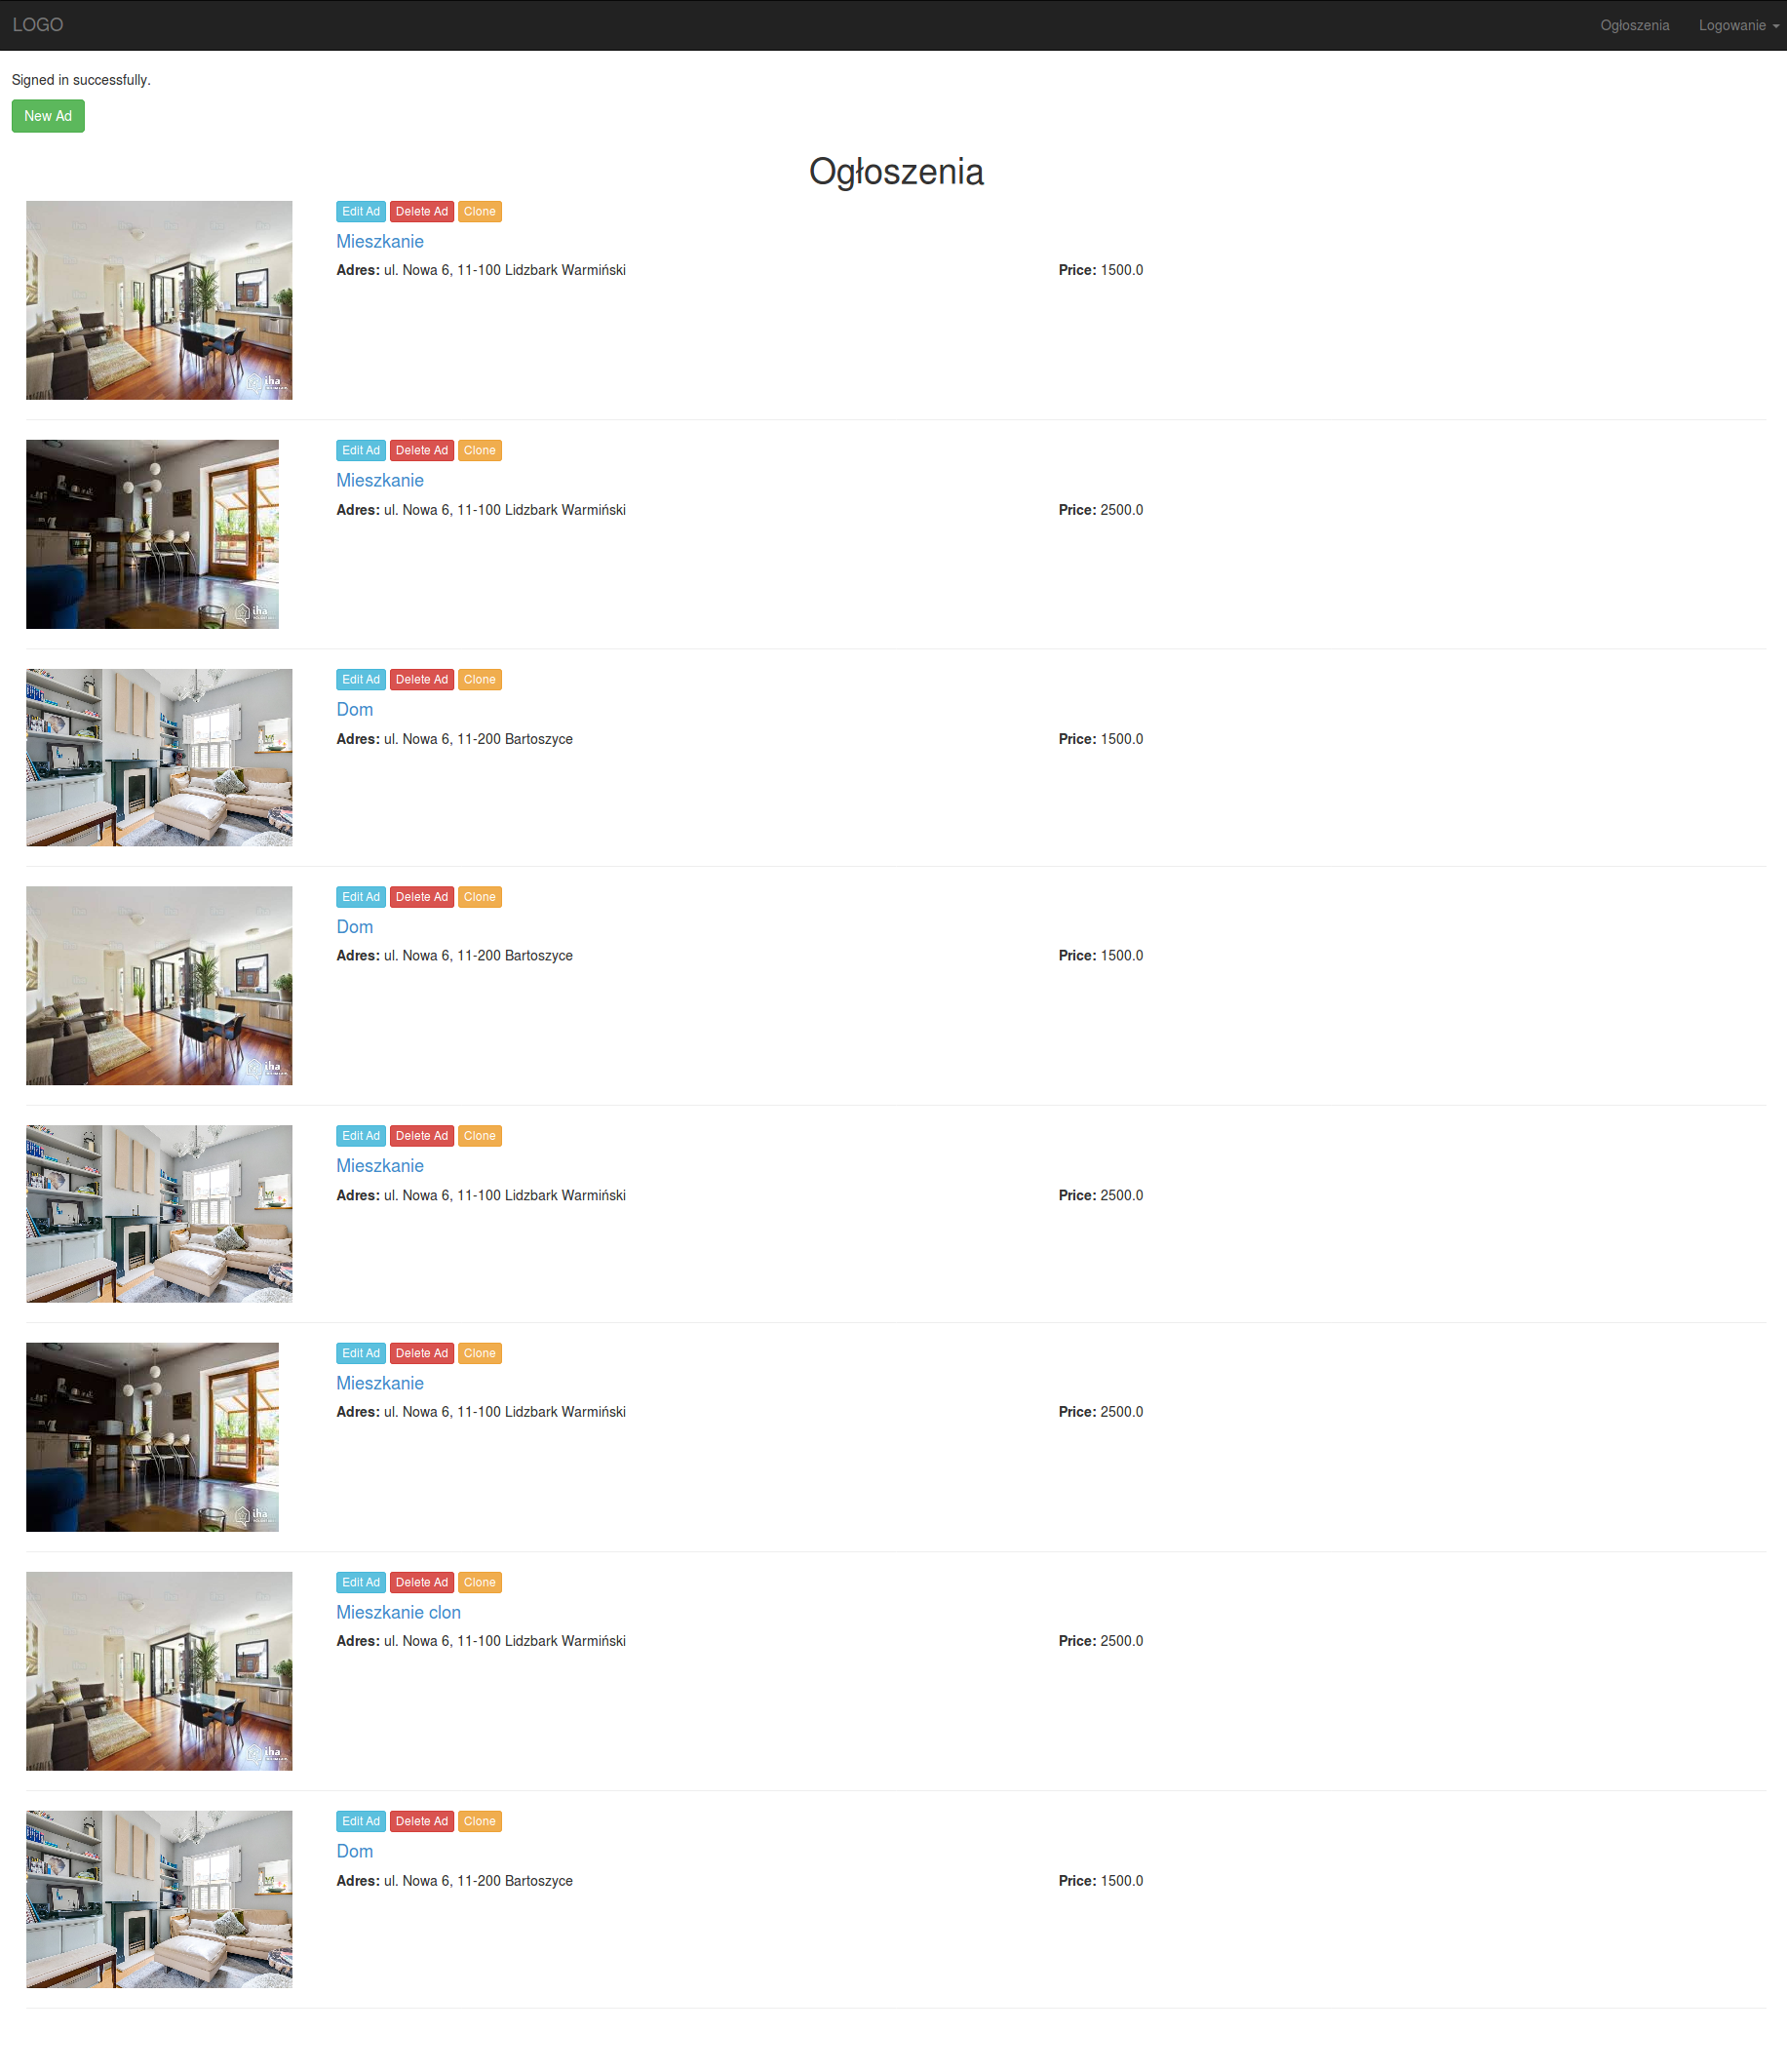 LOGO Ogłoszenia Logowanie
Signed in successfully.
New Ad
Ogłoszenia
Edit Ad Delete Ad Clone
Mieszkanie
Adres: ul. Nowa 6, 11-100 Lidzbark Warmiński Price: 1500.0
iha
Edit Ad Delete Ad Clone
Mieszkanie
Adres: ul. Nowa 6, 11-100 Lidzbark Warmiński Price: 2500.0
iha
Edit Ad Delete Ad Clone
Dom
Adres: ul. Nowa 6, 11-200 Bartoszyce Price: 1500.0
Edit Ad Delete Ad Clone
Dom
Adres: ul. Nowa 6, 11-200 Bartoszyce Price: 1500.0
iha
Edit Ad Delete Ad Clone
Mieszkanie
Adres: ul. Nowa 6, 11-100 Lidzbark Warmiński Price: 2500.0
Edit Ad Delete Ad Clone
Mieszkanie
Adres: ul. Nowa 6, 11-100 Lidzbark Warmiński Price: 2500.0
iha
Edit Ad Delete Ad Clone
Mieszkanie clon
Adres: ul. Nowa 6, 11-100 Lidzbark Warmiński Price: 2500.0
iha
Edit Ad Delete Ad Clone
Dom
Adres: ul. Nowa 6, 11-200 Bartoszyce Price: 1500.0